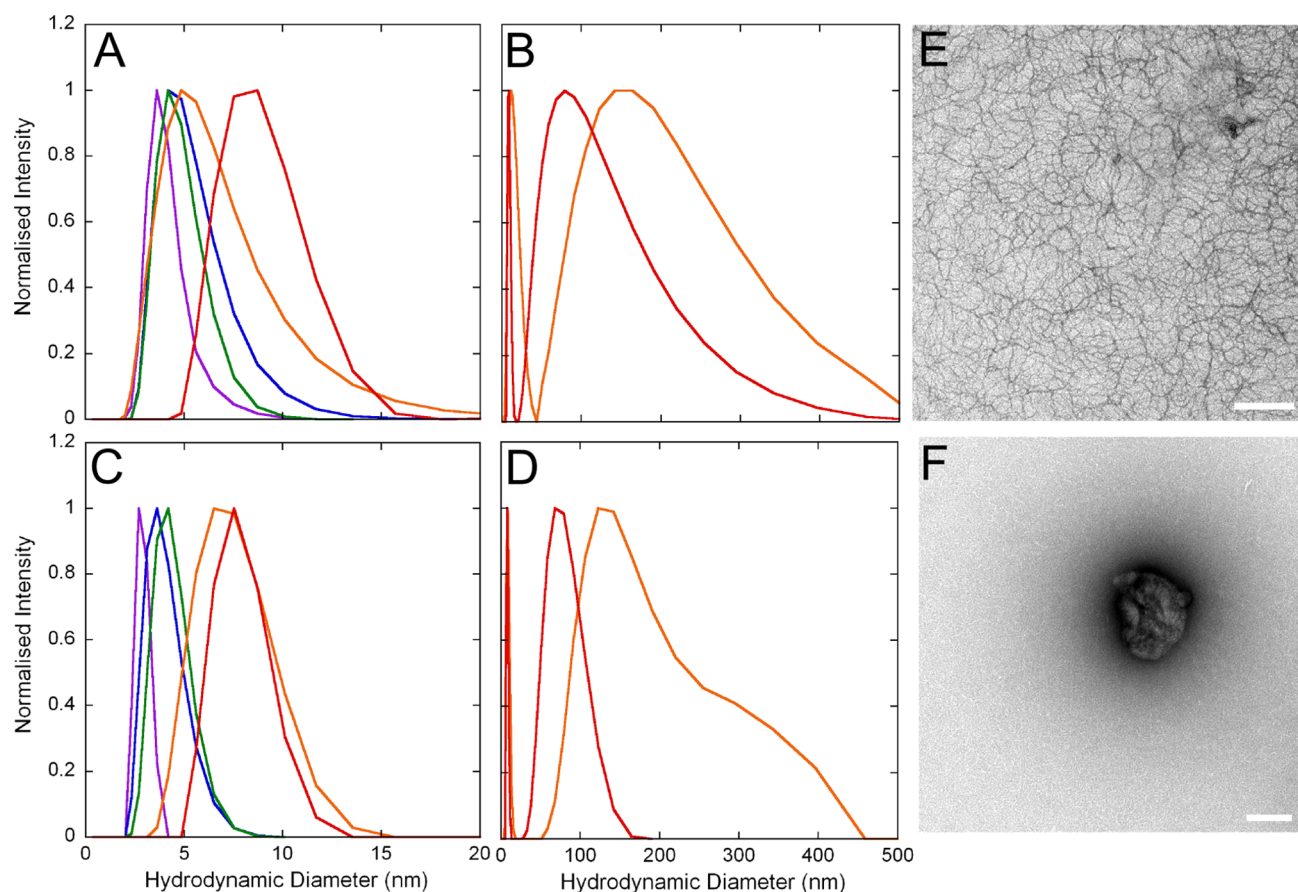 A
B
E
1.2
1
0.8
0.6
0.4
0.2
0
Normalised Intensity
C
D
F
1.2
1
0.8
0.6
0.4
0.2
0
Normalised Intensity
0 5 10 15 20
0 100 200 300 400 500
Hydrodynamic Diameter (nm)
Hydrodynamic Diameter (nm)